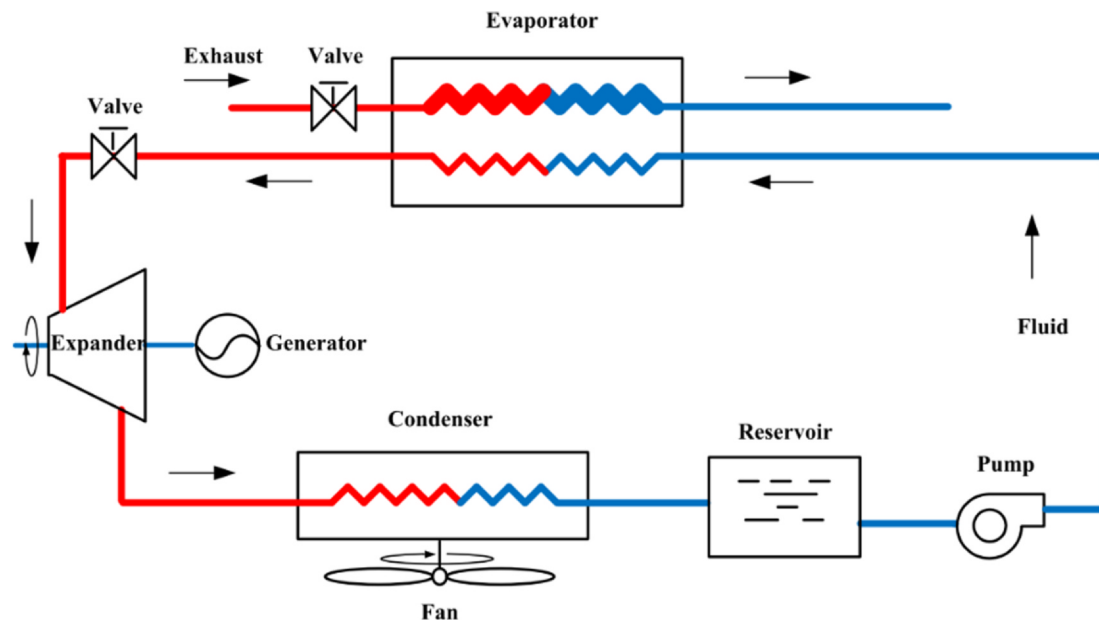 Evaporator
Exhaust
Valve
Valve
Fluid
Expander
Generator
Condenser
Reservoir
Pump
Fan